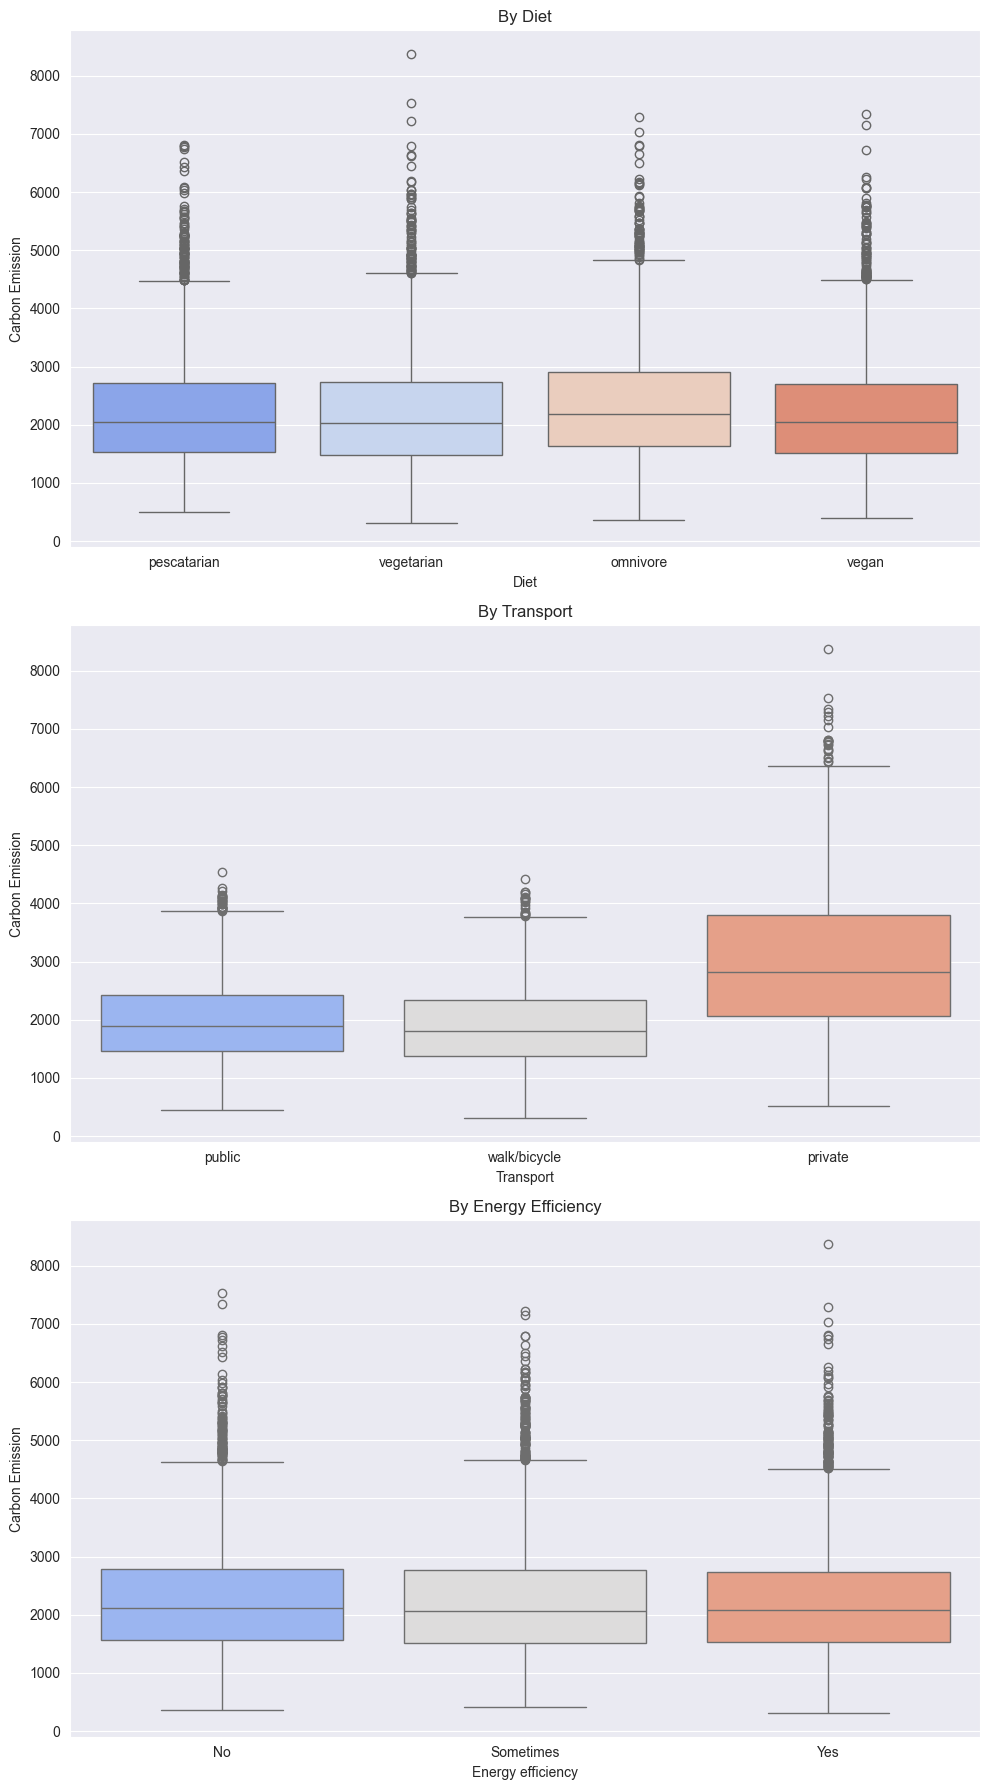 By Diet
8000
7000
6000
5000
4000
3000
2000
1000
0
Carbon Emission
pescatarian vegetarian omnivore vegan
Diet
By Transport
8000
7000
6000
5000
4000
3000
2000
1000
0
Carbon Emission
public walk/bicycle private
Transport
By Energy Efficiency
8000
7000
6000
5000
4000
3000
2000
1000
0
Carbon Emission
No Sometimes Yes
Energy efficiency